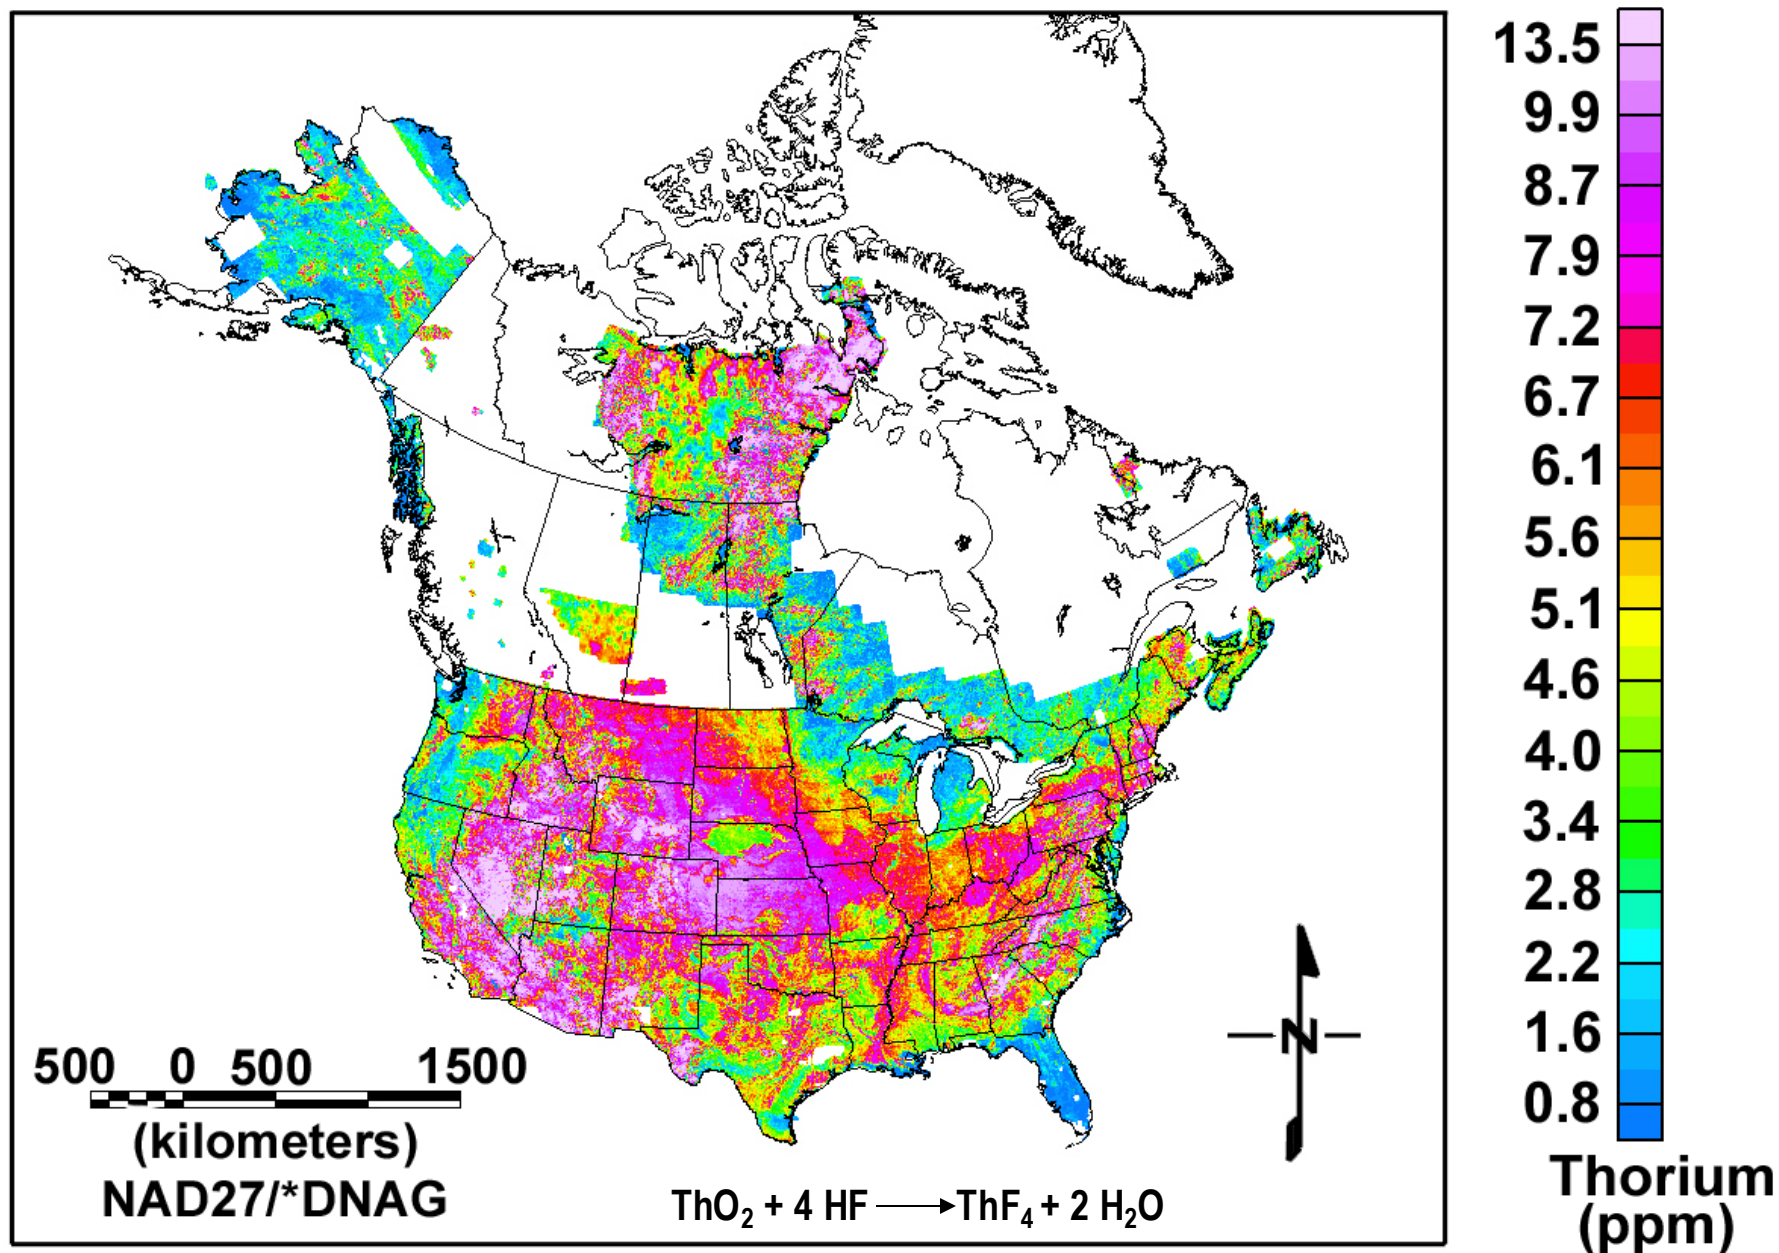 13.5
9.9
8.7
7.9
7.2
6.7
6.1
5.6
5.1
4.6
4.0
3.4
2.8
2.2
1.6
0.8
Thorium
(ppm)
500 0 500 1500
(kilometers)
NAD27/*DNAG
N
ThO₂ + 4 HF ⟶ ThF₄ + 2 H₂O